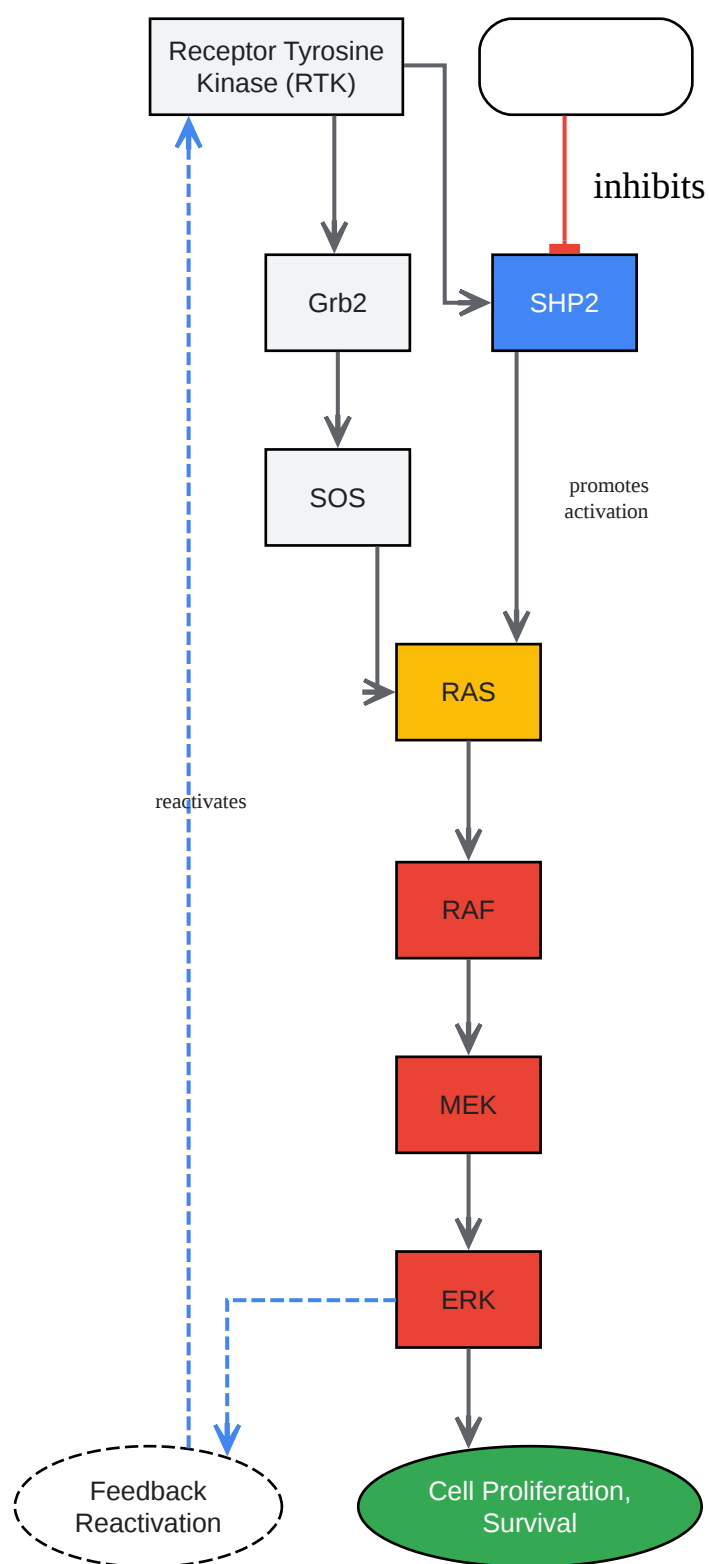 Receptor Tyrosine
Kinase (RTK)
inhibits
Grb2
SHP2
SOS
promotes
activation
RAS
reactivates
RAF
MEK
ERK
Feedback
Reactivation
Cell Proliferation,
Survival